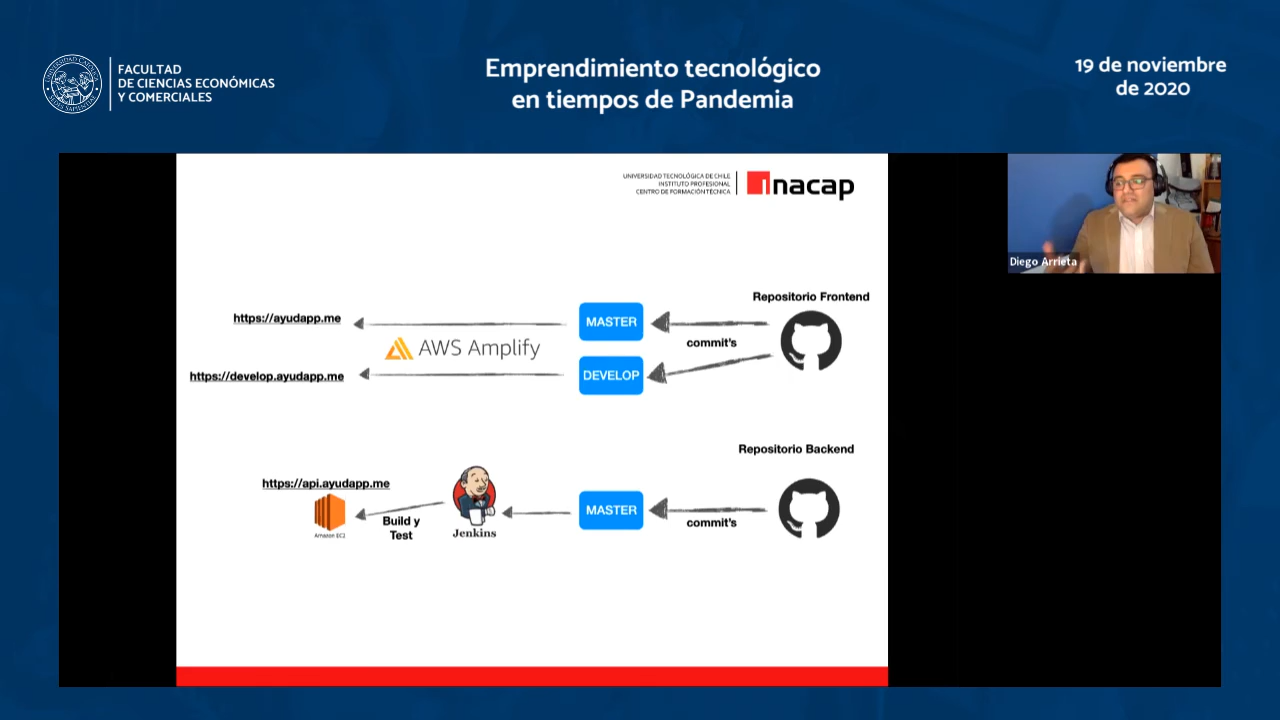 FACULTAD
DE CIENCIAS ECONÓMICAS
Y COMERCIALES
Emprendimiento tecnológico
en tiempos de Pandemia
19 de noviembre
de 2020
UNIVERSIDAD TECNOLÓGICA DE CHILE
INSTITUTO PROFESIONAL
CENTRO DE FORMACIÓN TÉCNICA
inacap
Diego Arrieta
Repositorio Frontend
https://ayudapp.me
MASTER
commit's
AWS Amplify
https://develop.ayudapp.me
DEVELOP
Repositorio Backend
https://api.ayudapp.me
MASTER
commit's
Build y
Test
Jenkins
Amazon EC2